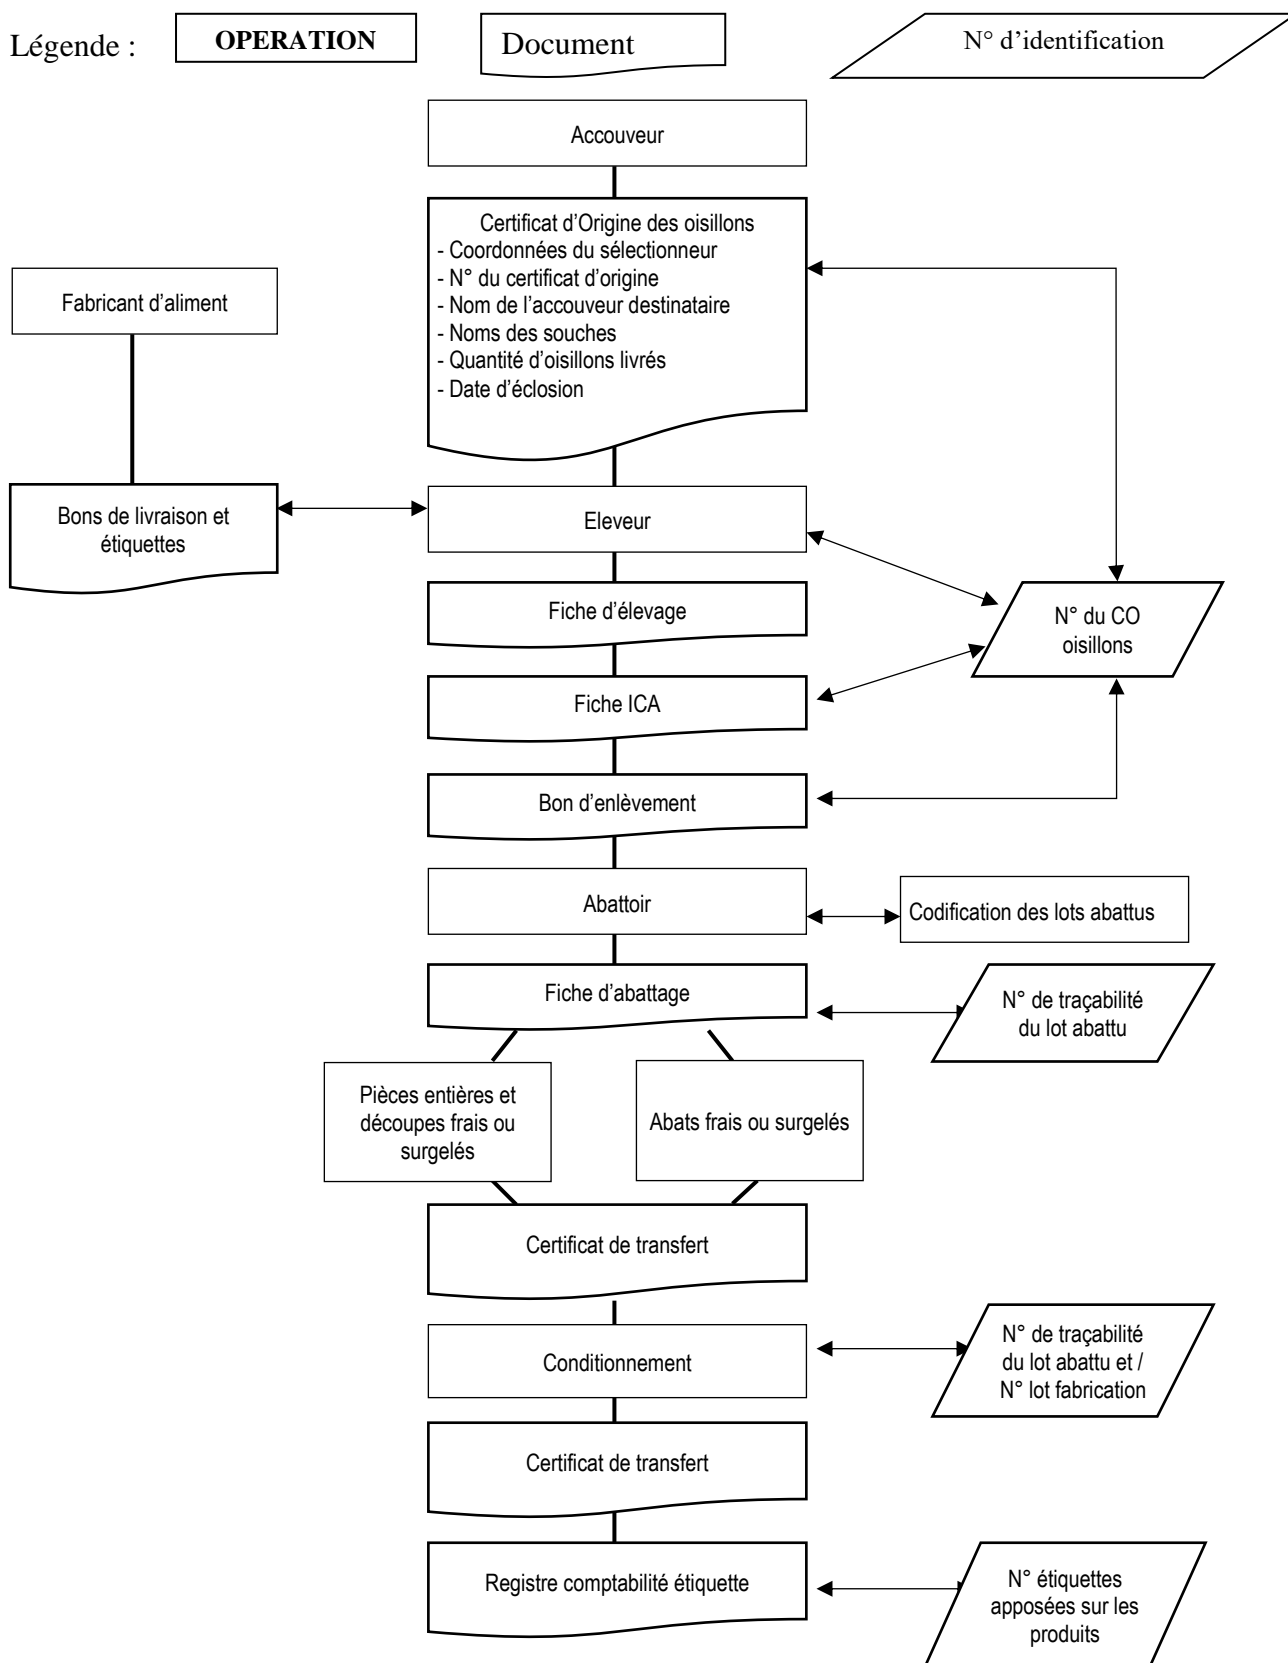 Légende :
OPERATION
Document
N° d’identification
Accouveur
Certificat d’Origine des oisillons
- Coordonnées du sélectionneur
- N° du certificat d’origine
- Nom de l’accouveur destinataire
- Noms des souches
- Quantité d’oisillons livrés
- Date d’éclosion
Fabricant d’aliment
Bons de livraison et
étiquettes
Eleveur
Fiche d’élevage
N° du CO
oisillons
Fiche ICA
Bon d’enlèvement
Abattoir
Codification des lots abattus
Fiche d’abattage
N° de traçabilité
du lot abattu
Pièces entières et
découpes frais ou
surgelés
Abats frais ou surgelés
Certificat de transfert
Conditionnement
N° de traçabilité
du lot abattu et /
N° lot fabrication
Certificat de transfert
Registre comptabilité étiquette
N° étiquettes
apposées sur les
produits